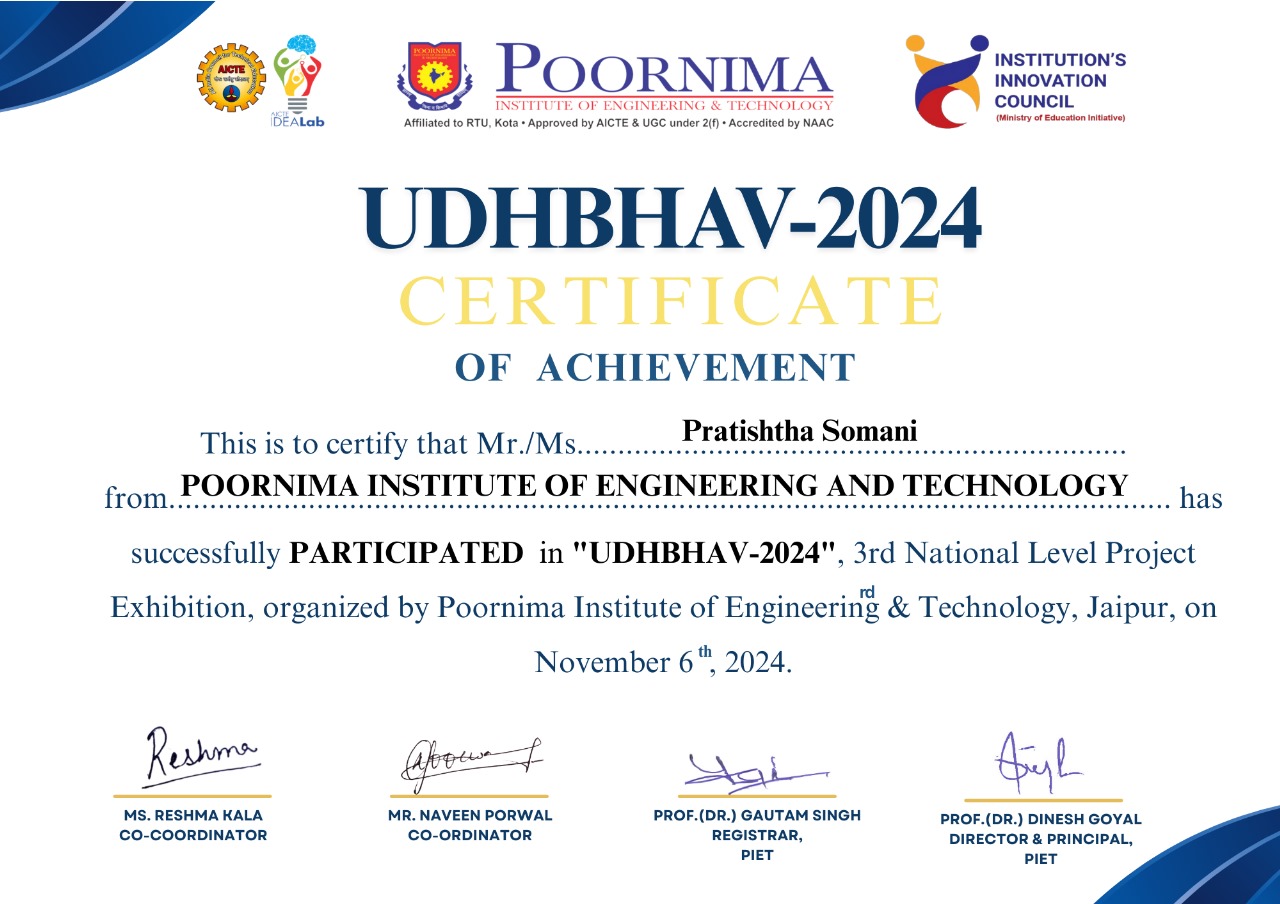 AICTE
AICTE
IDEALab
POORNIMA
POORNIMA
INSTITUTE OF ENGINEERING & TECHNOLOGY
Affiliated to RTU, Kota • Approved by AICTE & UGC under 2(f) • Accredited by NAAC
INSTITUTION'S
INNOVATION
COUNCIL
(Ministry of Education Initiative)
UDHBHAV-2024
CERTIFICATE
OF ACHIEVEMENT
This is to certify that Mr./Ms. Pratishtha Somani
from POORNIMA INSTITUTE OF ENGINEERING AND TECHNOLOGY has
successfully PARTICIPATED in "UDHBHAV-2024", 3rd National Level Project
rd
Exhibition, organized by Poornima Institute of Engineering & Technology, Jaipur, on
November 6th, 2024.
Reshma
MS. RESHMA KALA
CO-COORDINATOR
MR. NAVEEN PORWAL
CO-ORDINATOR
PROF.(DR.) GAUTAM SINGH
REGISTRAR,
PIET
PROF.(DR.) DINESH GOYAL
DIRECTOR & PRINCIPAL,
PIET